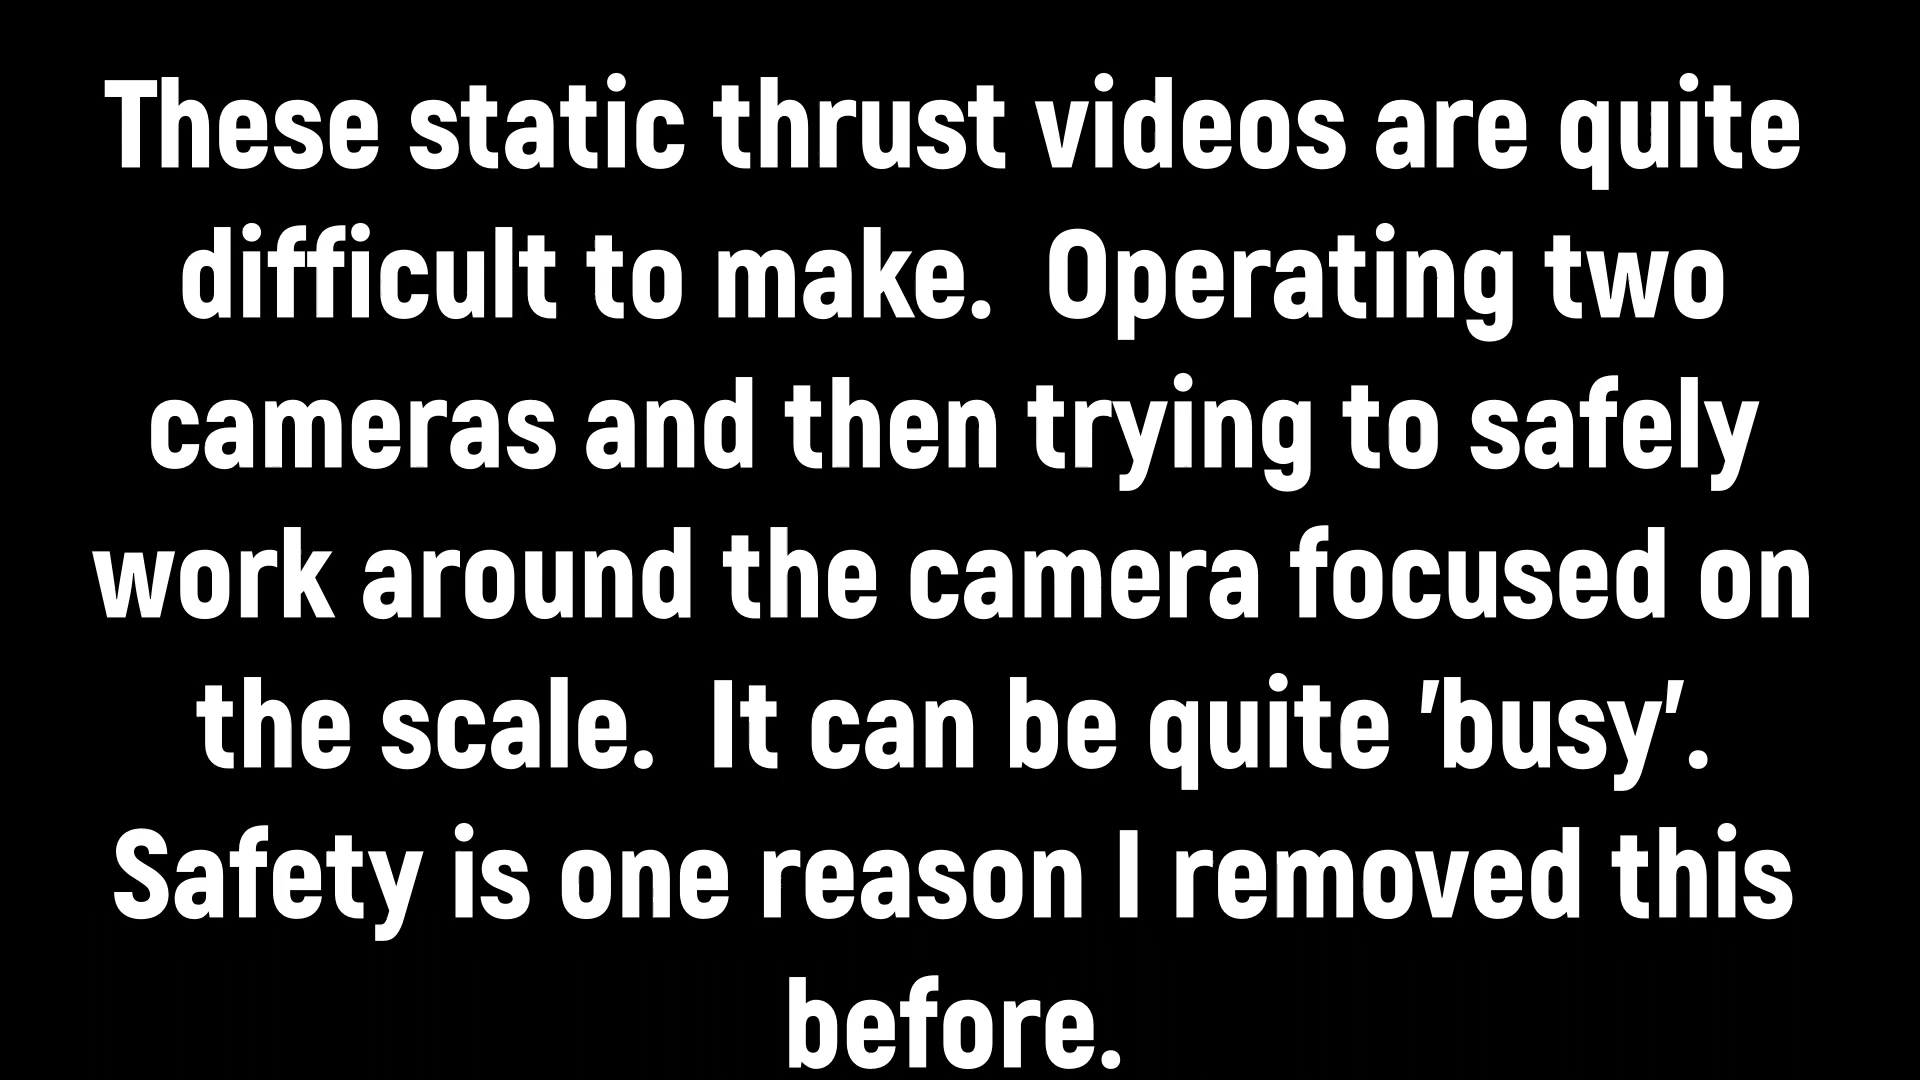 These static thrust videos are quite
difficult to make.  Operating two
cameras and then trying to safely
work around the camera focused on
the scale.  It can be quite 'busy'.
Safety is one reason I removed this
before.